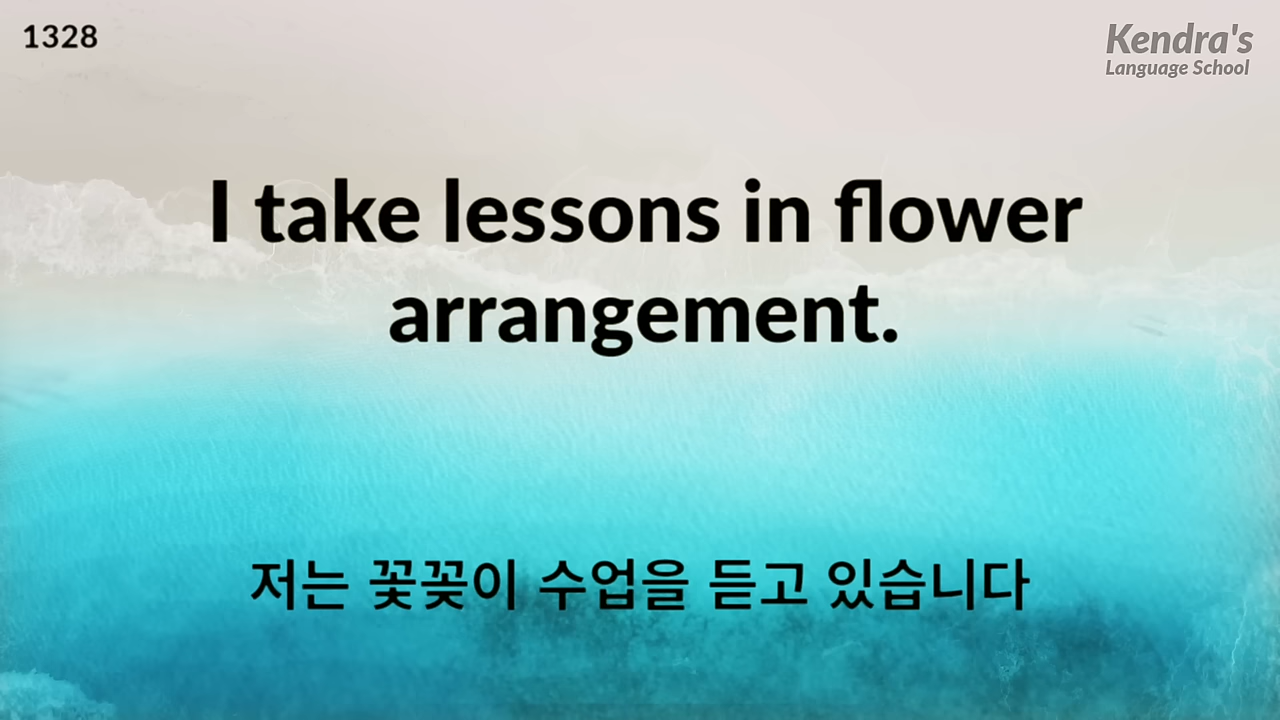 1328
Kendra's
Language School
I take lessons in flower
arrangement.
저는 꽃꽂이 수업을 듣고 있습니다